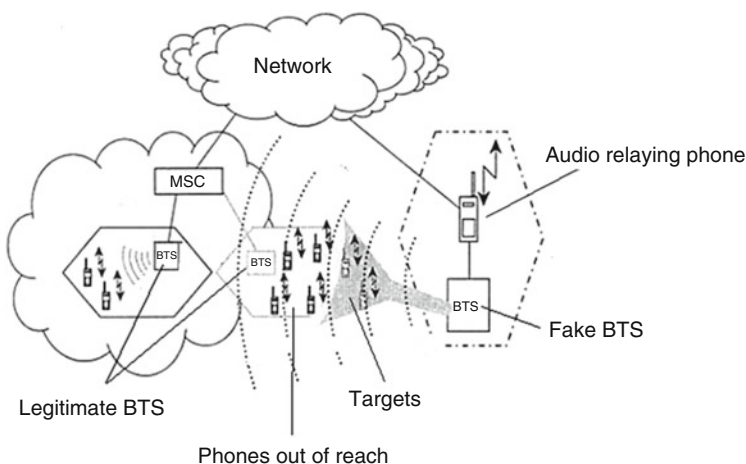 Network
Audio relaying phone
MSC
BTS
BTS
BTS
Fake BTS
Targets
Legitimate BTS
Phones out of reach